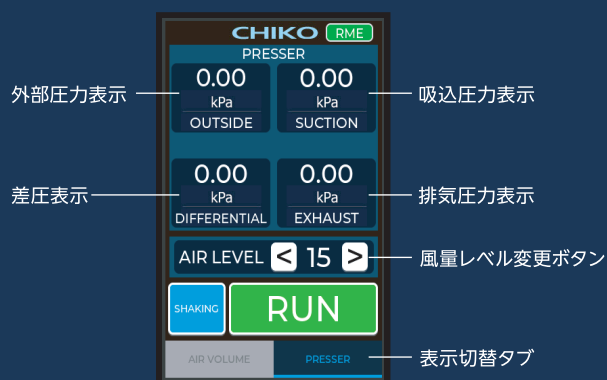 CHIKO RME
PRESSER
外部圧力表示
0.00
kPa
OUTSIDE
0.00
kPa
SUCTION
吸込圧力表示
差圧表示
0.00
kPa
DIFFERENTIAL
0.00
kPa
EXHAUST
排気圧力表示
AIR LEVEL < 15 >
風量レベル変更ボタン
SHAKING
RUN
AIR VOLUME
PRESSER
表示切替タブ